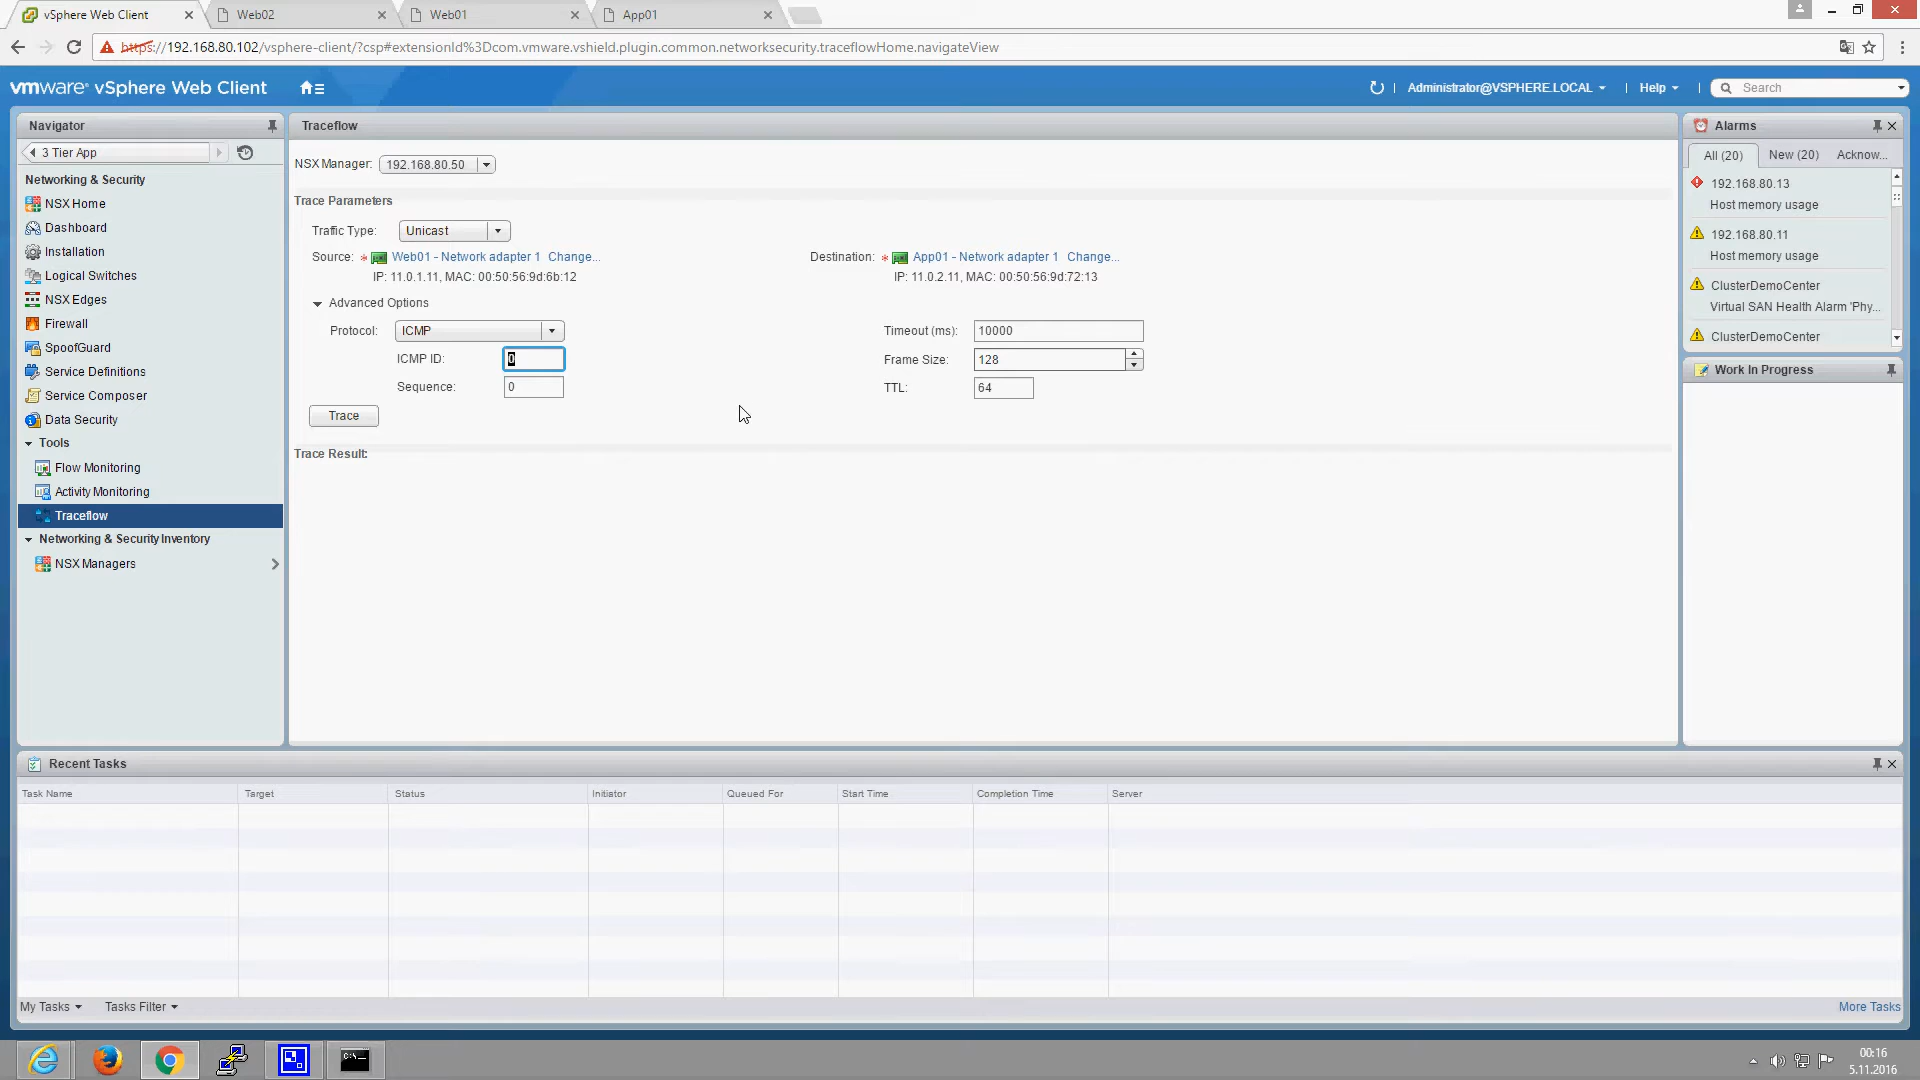 vSphere Web Client
Web02
Web01
App01
https://192.168.80.102/vsphere-client/?csp#extensionId%3Dcom.vmware.vshield.plugin.common.networksecurity.traceflowHome.navigateView
vmware® vSphere Web Client
Administrator@VSPHERE.LOCAL
Help
Search
Navigator
3 Tier App
Networking & Security
NSX Home
Dashboard
Installation
Logical Switches
NSX Edges
Firewall
SpoofGuard
Service Definitions
Service Composer
Data Security
Tools
Flow Monitoring
Activity Monitoring
Traceflow
Networking & Security Inventory
NSX Managers
Traceflow
NSX Manager: 192.168.80.50
Trace Parameters
Traffic Type: Unicast
Source: * Web01 - Network adapter 1 Change...
IP: 11.0.1.11, MAC: 00:50:56:9d:6b:12
Destination: * App01 - Network adapter 1 Change...
IP: 11.0.2.11, MAC: 00:50:56:9d:72:13
Advanced Options
Protocol: ICMP
Timeout (ms): 10000
ICMP ID: 0
Frame Size: 128
Sequence: 0
TTL: 64
Trace
Trace Result:
Alarms
All (20) New (20) Acknow...
192.168.80.13
Host memory usage
192.168.80.11
Host memory usage
ClusterDemoCenter
Virtual SAN Health Alarm 'Phy...
ClusterDemoCenter
Work In Progress
Recent Tasks
Task Name Target Status Initiator Queued For Start Time Completion Time Server
My Tasks Tasks Filter More Tasks
C:\_
00:16
5.11.2016